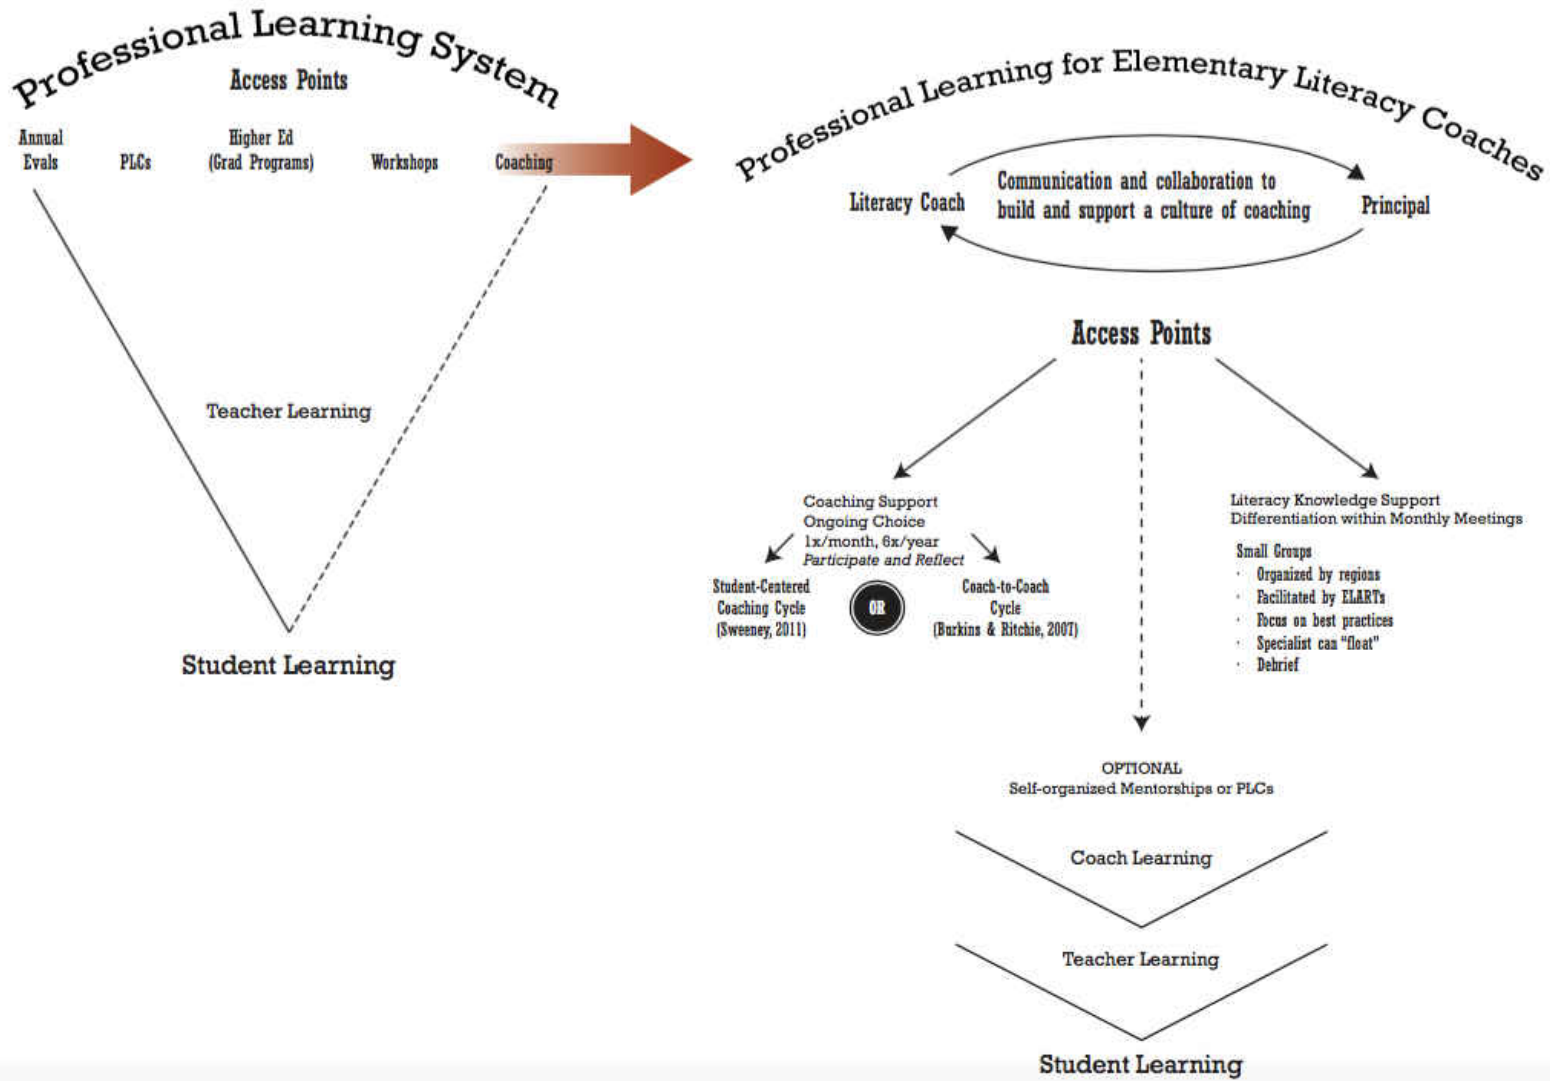 Professional Learning System
Access Points
Annual
Evals
PLCs
Higher Ed
(Grad Programs)
Workshops
Coaching
Teacher Learning
Student Learning
Professional Learning for Elementary Literacy Coaches
Literacy Coach
Communication and collaboration to
build and support a culture of coaching
Principal
Access Points
Coaching Support
Ongoing Choice
1x/month, 6x/year
Participate and Reflect
Student-Centered
Coaching Cycle
(Sweeney, 2011)
OR
Coach-to-Coach
Cycle
(Burkins & Ritchie, 2007)
Literacy Knowledge Support
Differentiation within Monthly Meetings
Small Groups
· Organized by regions
· Facilitated by ELARTs
· Focus on best practices
· Specialist can "float"
· Debrief
OPTIONAL
Self-organized Mentorships or PLCs
Coach Learning
Teacher Learning
Student Learning